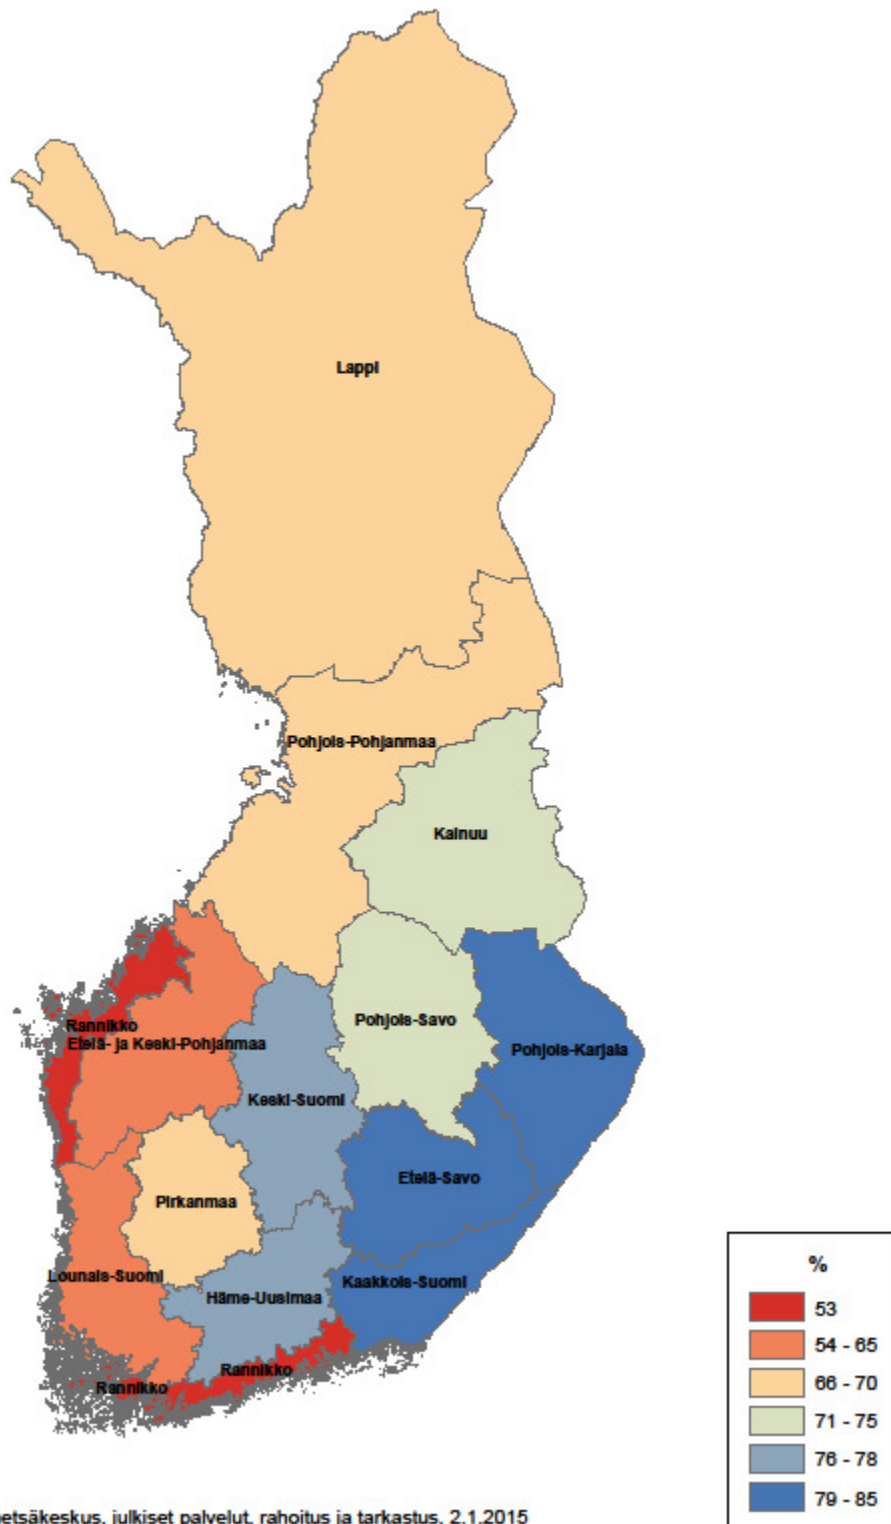 Lappi
Pohjois-Pohjanmaa
Kainuu
Pohjois-Savo
Rannikko
Etelä- ja Keski-Pohjanmaa
Pohjois-Karjala
Keski-Suomi
Etelä-Savo
Pirkanmaa
Lounais-Suomi
Kaakkois-Suomi
Häme-Uusimaa
Rannikko
Rannikko
%
53
54 - 65
66 - 70
71 - 75
76 - 78
79 - 85
etsäkeskus, julkiset palvelut, rahoitus ja tarkastus, 2.1.2015